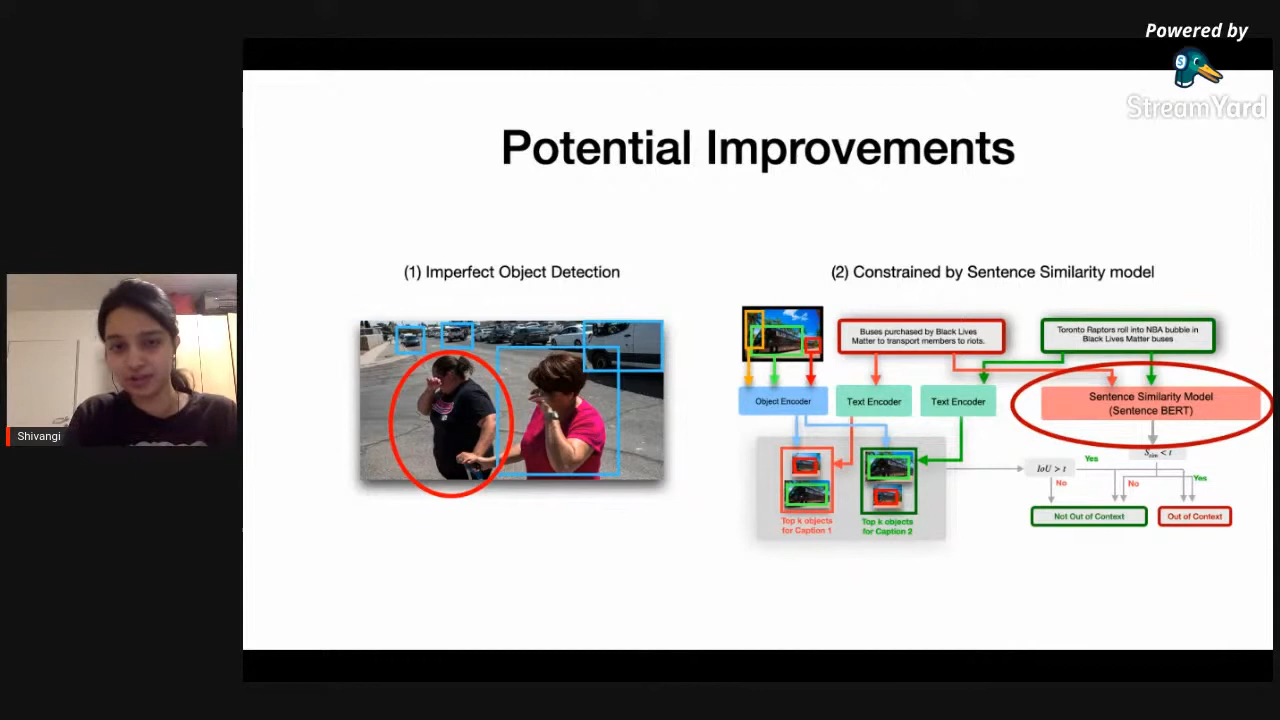 Powered by
StreamYard
Potential Improvements
(1) Imperfect Object Detection
(2) Constrained by Sentence Similarity model
Buses purchased by Black Lives
Matter to transport members to riots.
Toronto Raptors roll into NBA bubble in
Black Lives Matter buses
Object Encoder
Text Encoder
Text Encoder
Sentence Similarity Model
(Sentence BERT)
Shivangi
S_sim < t
IoU > t
Yes
No
No
Yes
Top k objects
for Caption 1
Top k objects
for Caption 2
Not Out of Context
Out of Context